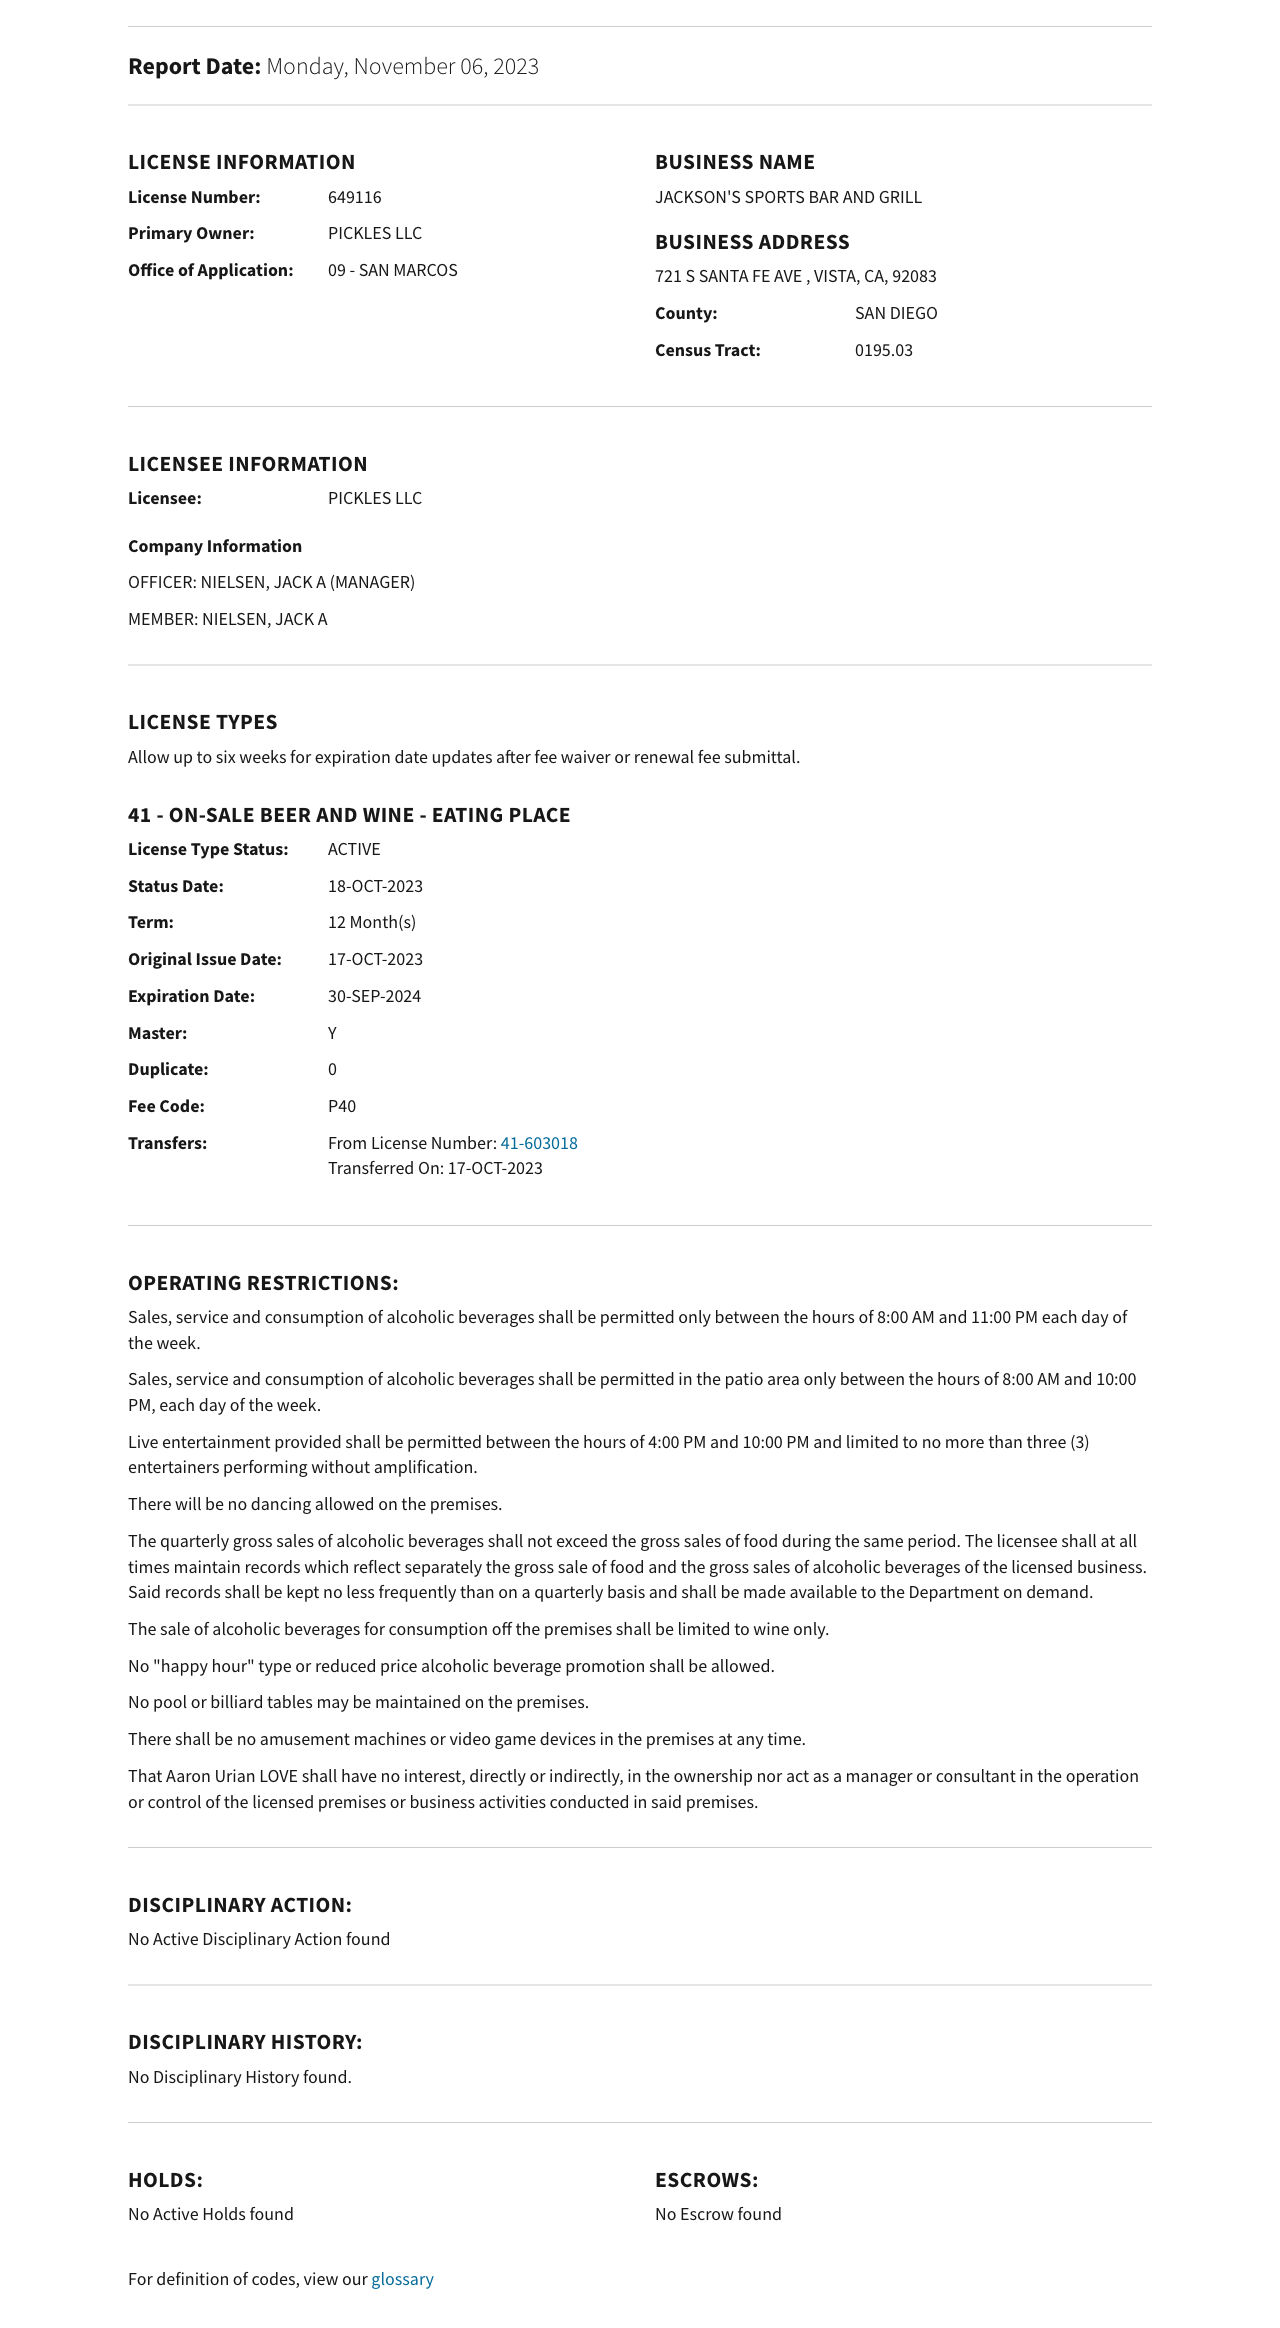 Report Date: Monday, November 06, 2023
LICENSE INFORMATION
License Number: 649116
Primary Owner: PICKLES LLC
Office of Application: 09 - SAN MARCOS
BUSINESS NAME
JACKSON'S SPORTS BAR AND GRILL
BUSINESS ADDRESS
721 S SANTA FE AVE , VISTA, CA, 92083
County: SAN DIEGO
Census Tract: 0195.03
LICENSEE INFORMATION
Licensee: PICKLES LLC
Company Information
OFFICER: NIELSEN, JACK A (MANAGER)
MEMBER: NIELSEN, JACK A
LICENSE TYPES
Allow up to six weeks for expiration date updates after fee waiver or renewal fee submittal.
41 - ON-SALE BEER AND WINE - EATING PLACE
License Type Status: ACTIVE
Status Date: 18-OCT-2023
Term: 12 Month(s)
Original Issue Date: 17-OCT-2023
Expiration Date: 30-SEP-2024
Master: Y
Duplicate: 0
Fee Code: P40
Transfers: From License Number: 41-603018
Transferred On: 17-OCT-2023
OPERATING RESTRICTIONS:
Sales, service and consumption of alcoholic beverages shall be permitted only between the hours of 8:00 AM and 11:00 PM each day of
the week.
Sales, service and consumption of alcoholic beverages shall be permitted in the patio area only between the hours of 8:00 AM and 10:00
PM, each day of the week.
Live entertainment provided shall be permitted between the hours of 4:00 PM and 10:00 PM and limited to no more than three (3)
entertainers performing without amplification.
There will be no dancing allowed on the premises.
The quarterly gross sales of alcoholic beverages shall not exceed the gross sales of food during the same period. The licensee shall at all
times maintain records which reflect separately the gross sale of food and the gross sales of alcoholic beverages of the licensed business.
Said records shall be kept no less frequently than on a quarterly basis and shall be made available to the Department on demand.
The sale of alcoholic beverages for consumption off the premises shall be limited to wine only.
No "happy hour" type or reduced price alcoholic beverage promotion shall be allowed.
No pool or billiard tables may be maintained on the premises.
There shall be no amusement machines or video game devices in the premises at any time.
That Aaron Urian LOVE shall have no interest, directly or indirectly, in the ownership nor act as a manager or consultant in the operation
or control of the licensed premises or business activities conducted in said premises.
DISCIPLINARY ACTION:
No Active Disciplinary Action found
DISCIPLINARY HISTORY:
No Disciplinary History found.
HOLDS:
No Active Holds found
ESCROWS:
No Escrow found
For definition of codes, view our glossary